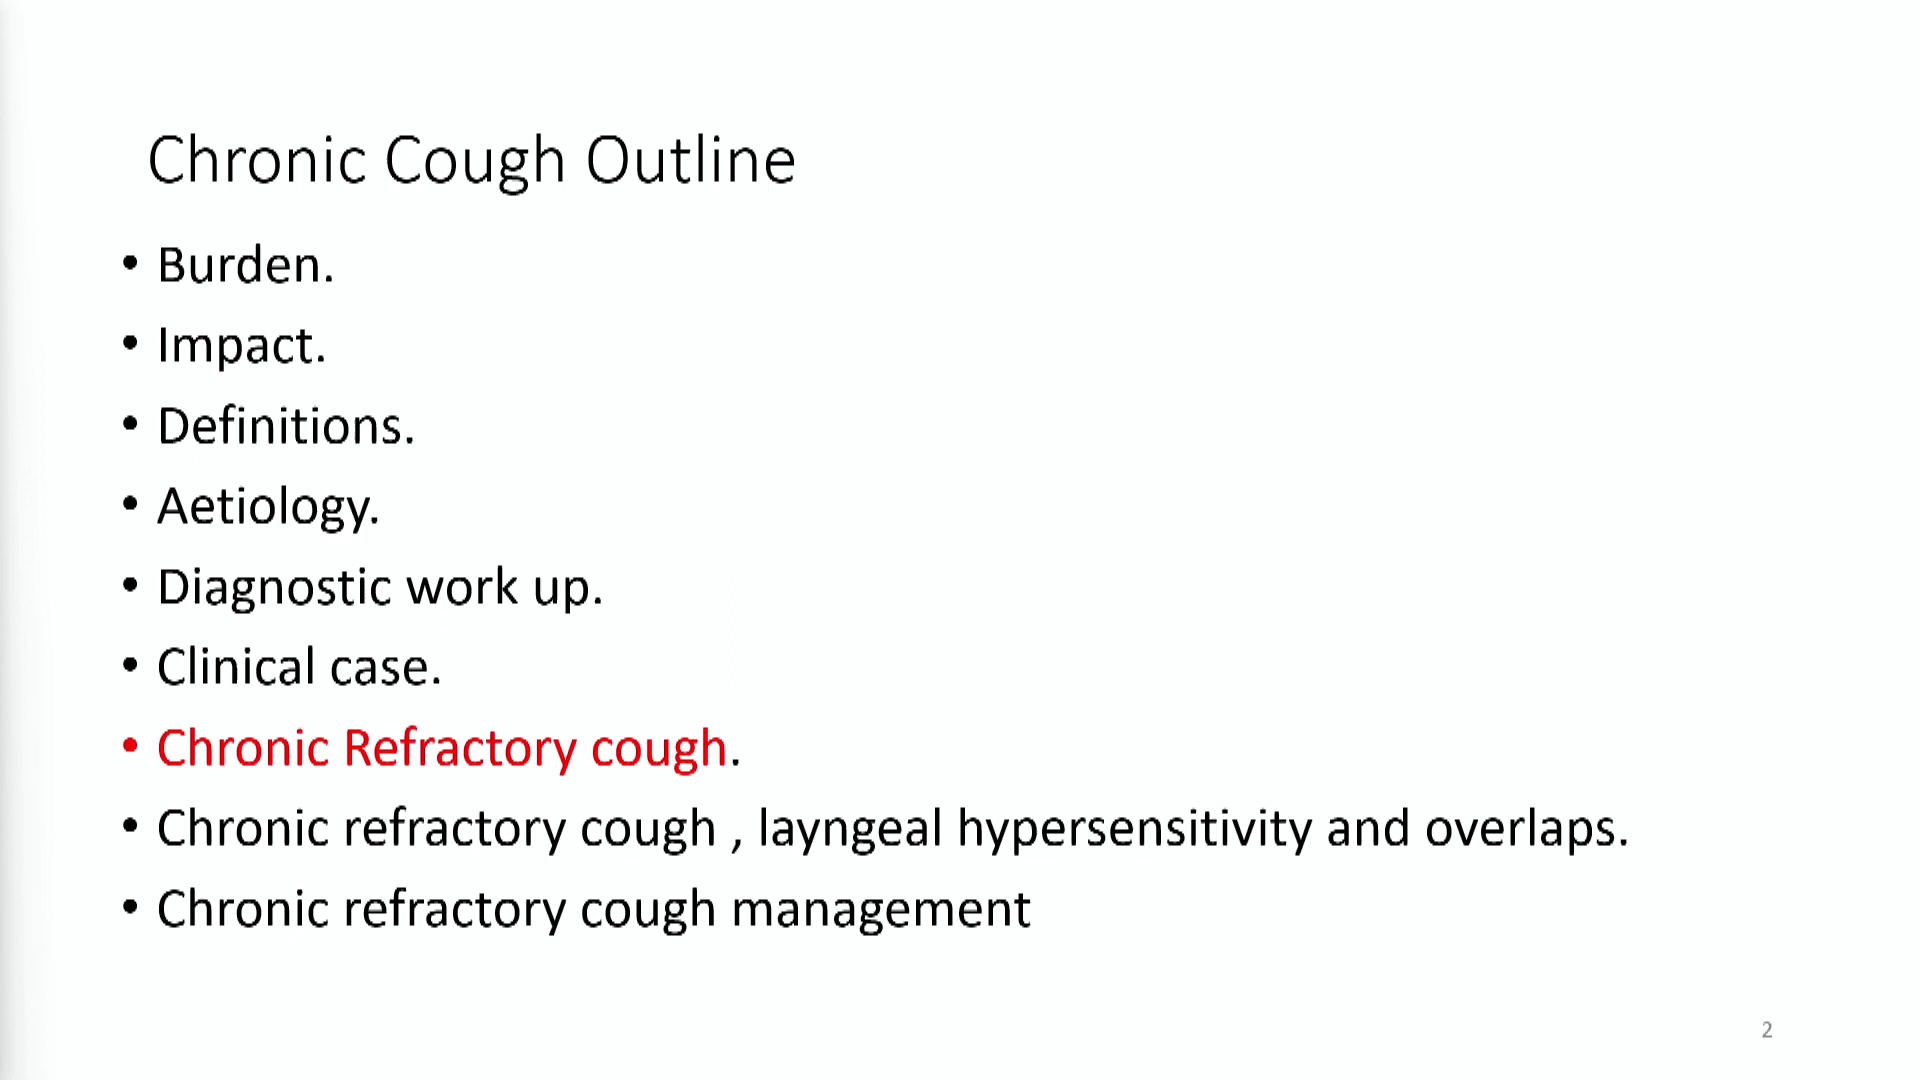 Chronic Cough Outline
• Burden.
• Impact.
• Definitions.
• Aetiology.
• Diagnostic work up.
• Clinical case.
• Chronic Refractory cough.
• Chronic refractory cough , layngeal hypersensitivity and overlaps.
• Chronic refractory cough management
2